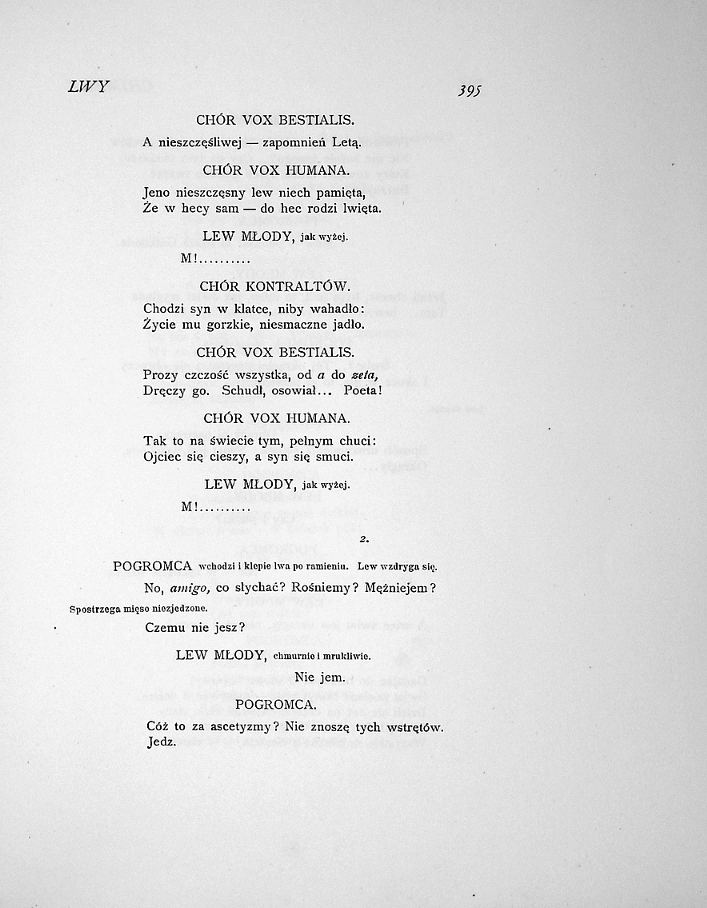 LWY 395
CHÓR VOX BESTIALIS.
A nieszczęśliwej — zapomnień Letą.
CHÓR VOX HUMANA.
Jeno nieszczęsny lew niech pamięta,
Że w hecy sam — do hec rodzi lwięta.
LEW MŁODY, jak wyżej.
M!..........
CHÓR KONTRALTÓW.
Chodzi syn w klatce, niby wahadło:
Życie mu gorzkie, niesmaczne jadło.
CHÓR VOX BESTIALIS.
Prozy czczość wszystka, od a do zeta,
Dręczy go. Schudł, osowiał... Poeta!
CHÓR VOX HUMANA.
Tak to na świecie tym, pełnym chuci:
Ojciec się cieszy, a syn się smuci.
LEW MŁODY, jak wyżej.
M!..........
2.
POGROMCA wchodzi i klepie lwa po ramieniu. Lew wzdryga się.
No, amigo, co słychać? Rośniemy? Mężniejem?
Spostrzega mięso niezjedzone.
Czemu nie jesz?
LEW MŁODY, chmurnie i mrukliwie.
Nie jem.
POGROMCA.
Cóż to za ascetyzmy? Nie znoszę tych wstrętów.
Jedz.